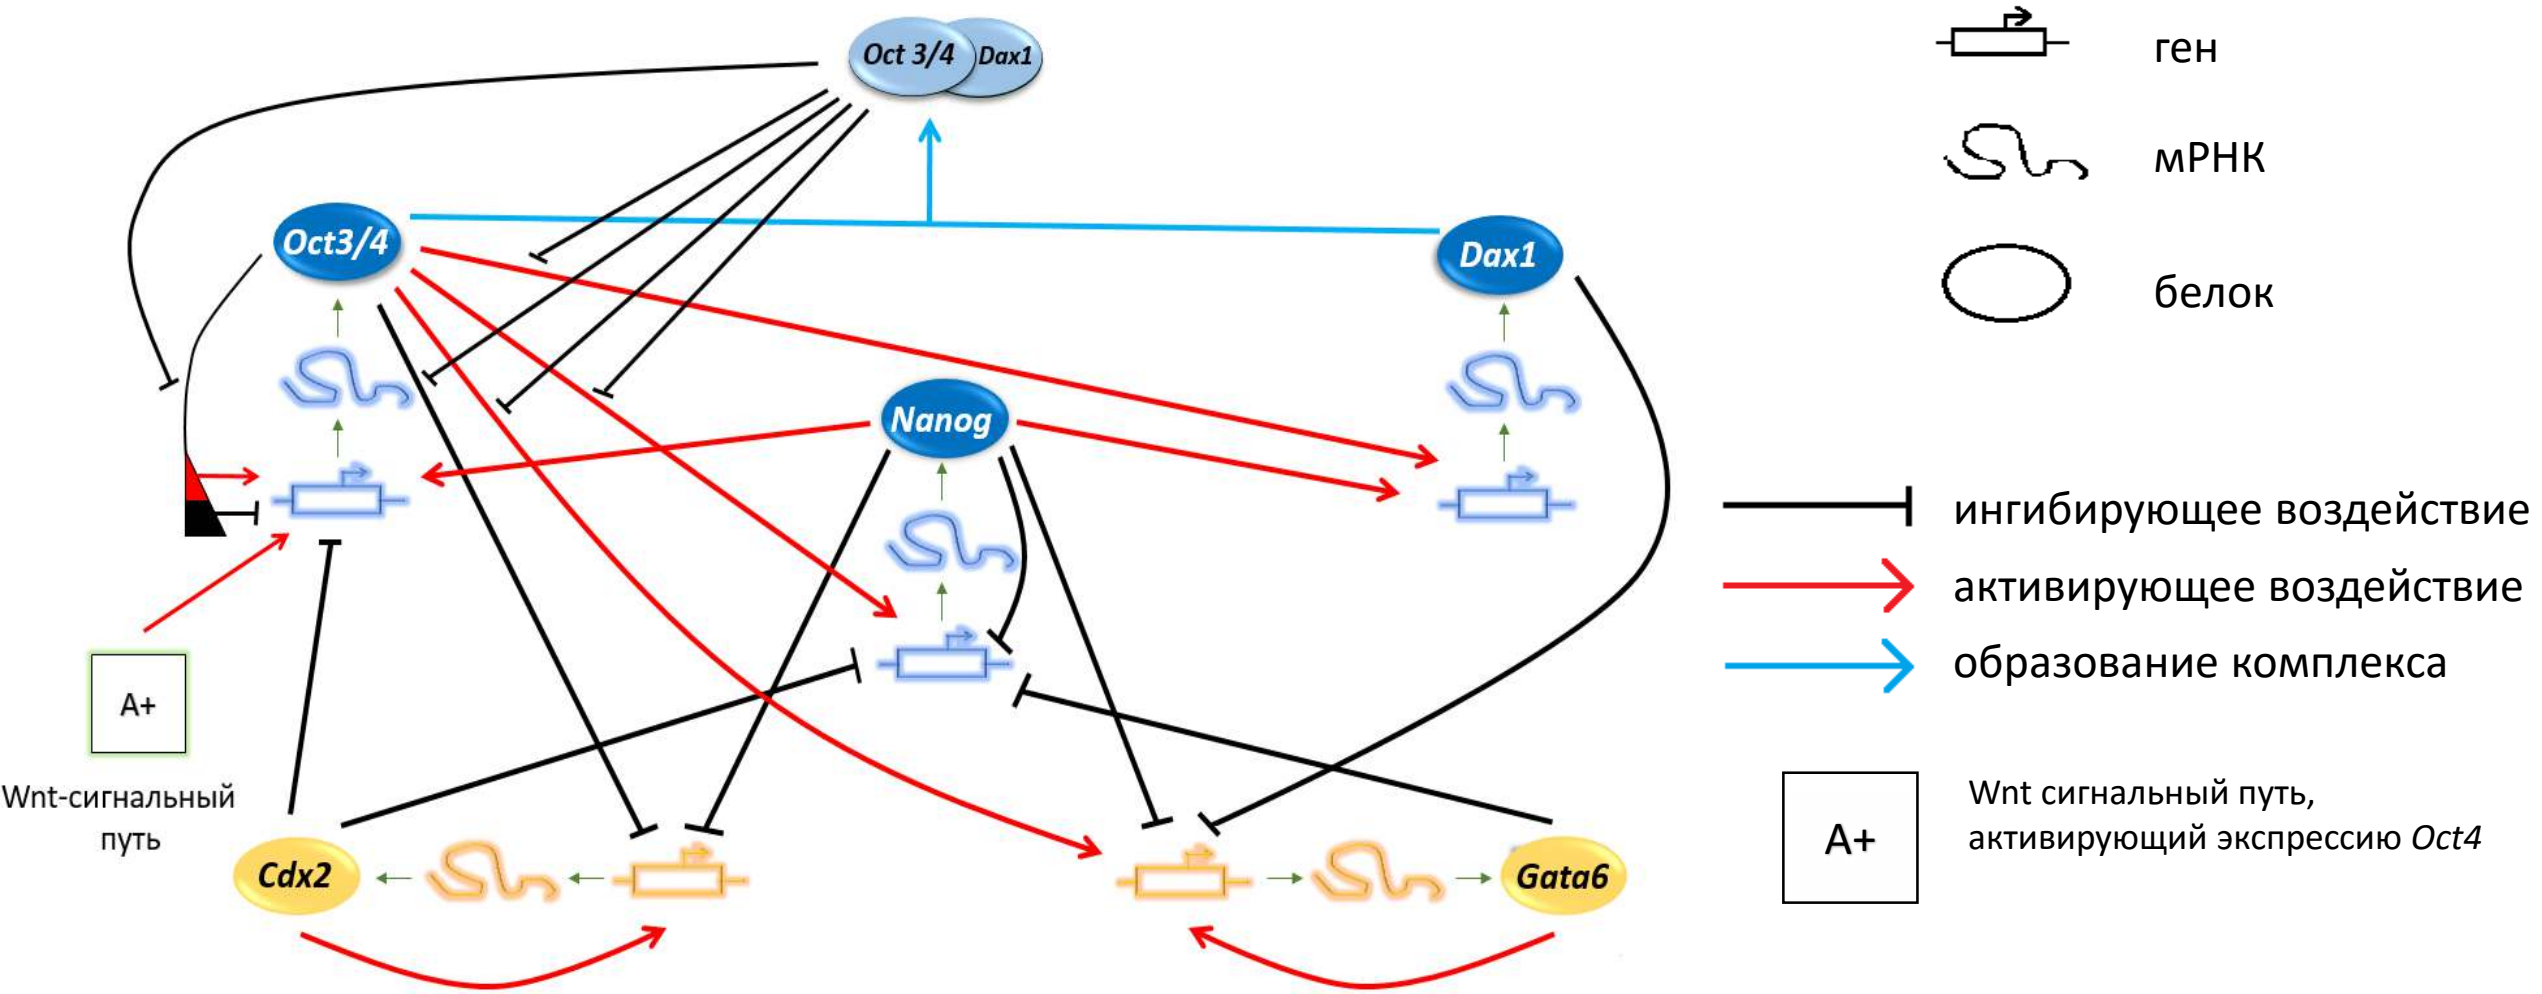 Oct 3/4
Dax1
Oct3/4
Dax1
Nanog
A+
Wnt-сигнальный
путь
Cdx2
Gata6
ген
мРНК
белок
ингибирующее воздействие
активирующее воздействие
образование комплекса
A+
Wnt сигнальный путь,
активирующий экспрессию Oct4